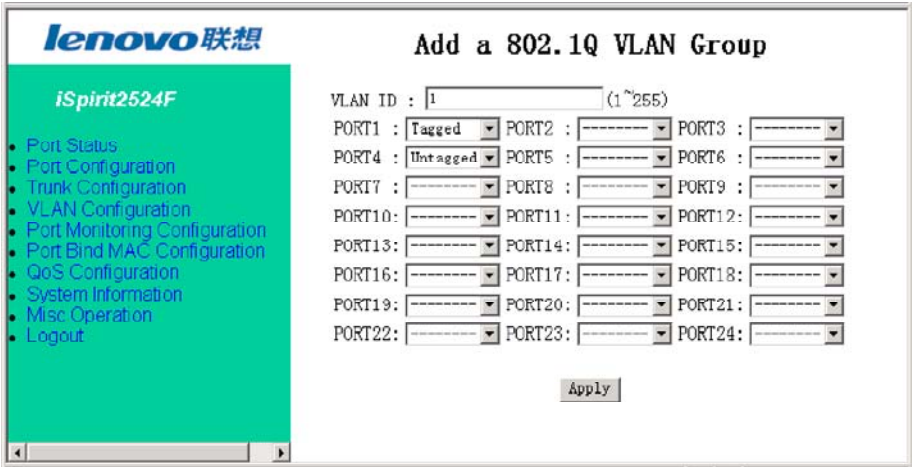 lenovo联想
iSpirit2524F
Port Status
Port Configuration
Trunk Configuration
VLAN Configuration
Port Monitoring Configuration
Port Bind MAC Configuration
QoS Configuration
System Information
Misc Operation
Logout
Add a 802.1Q VLAN Group
VLAN ID : 1 (1~255)
PORT1 : Tagged PORT2 : -------- PORT3 : --------
PORT4 : Untagged PORT5 : -------- PORT6 : --------
PORT7 : -------- PORT8 : -------- PORT9 : --------
PORT10: -------- PORT11: -------- PORT12: --------
PORT13: -------- PORT14: -------- PORT15: --------
PORT16: -------- PORT17: -------- PORT18: --------
PORT19: -------- PORT20: -------- PORT21: --------
PORT22: -------- PORT23: -------- PORT24: --------
Apply